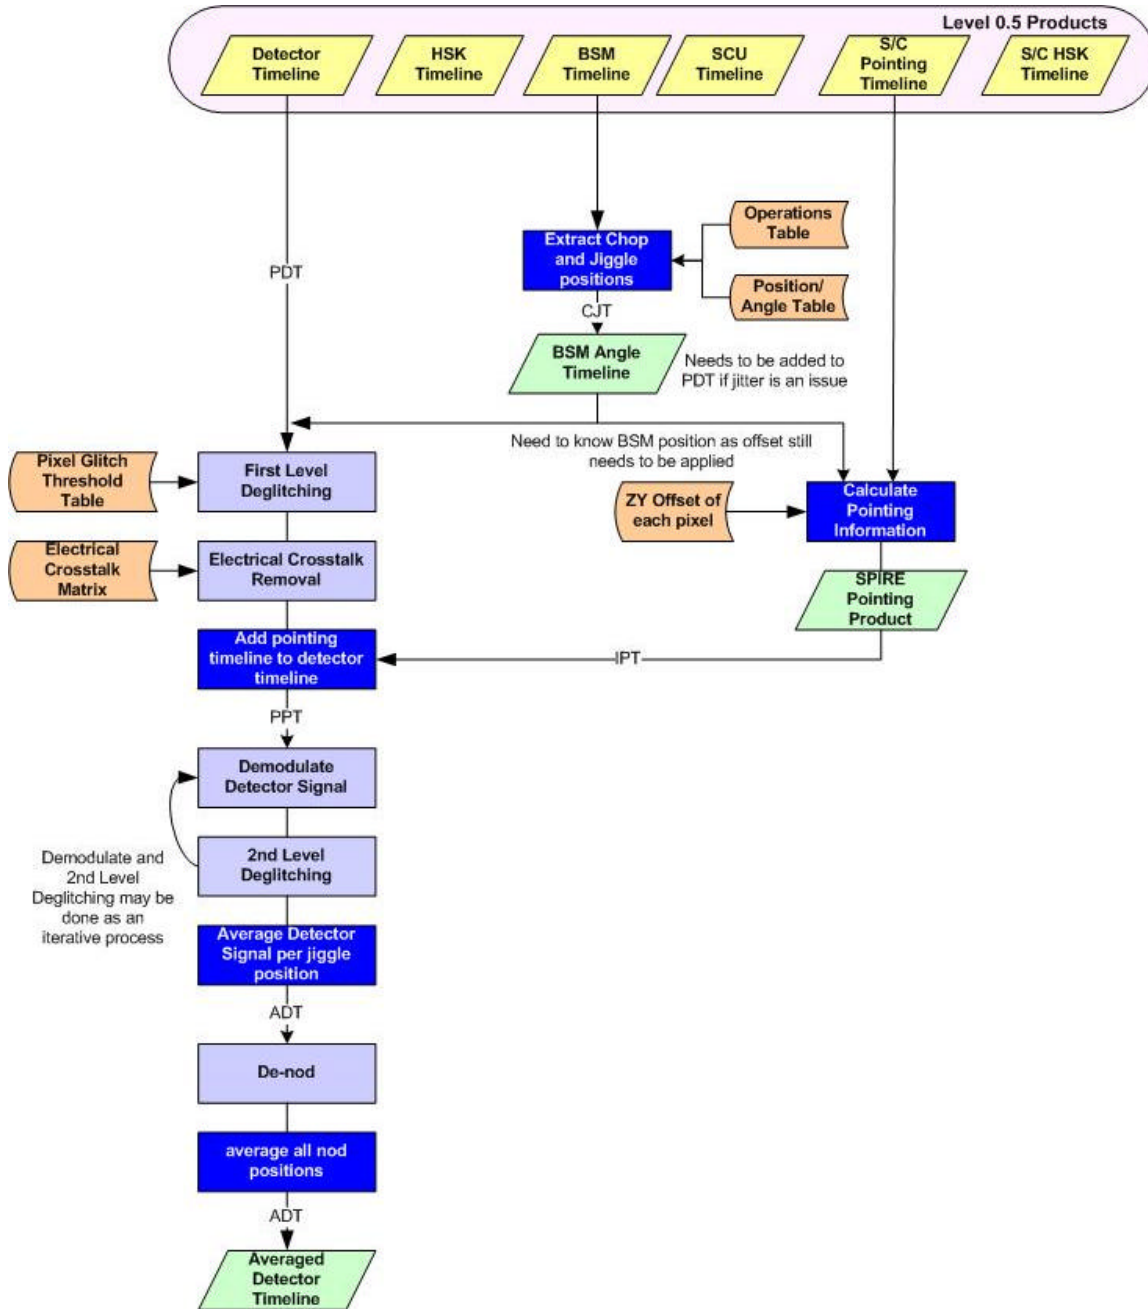 Level 0.5 Products
Detector
Timeline
HSK
Timeline
BSM
Timeline
SCU
Timeline
S/C
Pointing
Timeline
S/C HSK
Timeline
Operations
Table
Extract Chop
and Jiggle
positions
PDT
Position/
Angle Table
CJT
BSM Angle
Timeline
Needs to be added to
PDT if jitter is an issue
Need to know BSM position as offset still
needs to be applied
Pixel Glitch
Threshold
Table
First Level
Deglitching
ZY Offset of
each pixel
Calculate
Pointing
Information
Electrical
Crosstalk
Matrix
Electrical Crosstalk
Removal
SPIRE
Pointing
Product
Add pointing
timeline to detector
timeline
IPT
PPT
Demodulate
Detector Signal
Demodulate and
2nd Level
Deglitching may be
done as an
iterative process
2nd Level
Deglitching
Average Detector
Signal per jiggle
position
ADT
De-nod
average all nod
positions
ADT
Averaged
Detector
Timeline